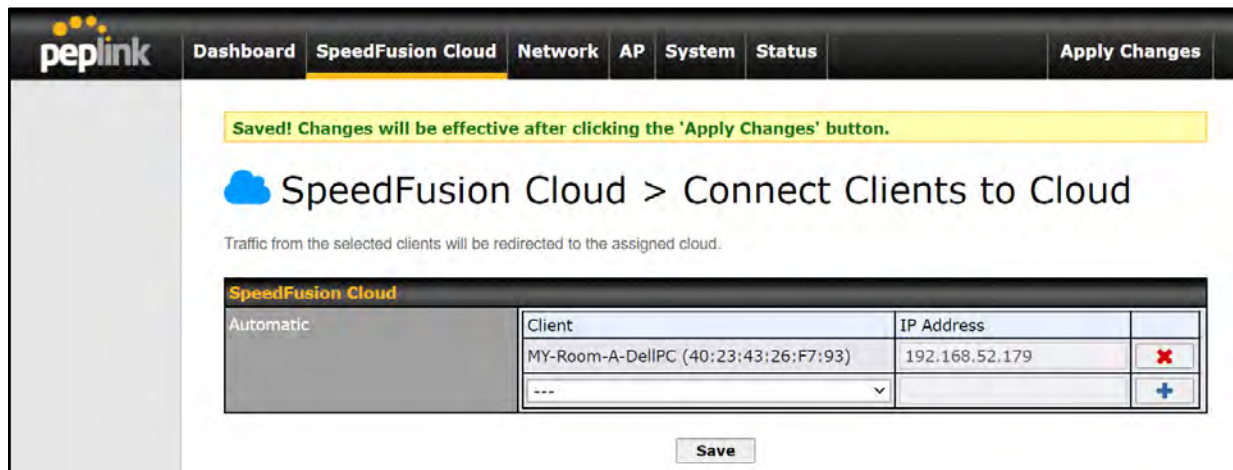 peplink
Dashboard SpeedFusion Cloud Network AP System Status Apply Changes
Saved! Changes will be effective after clicking the 'Apply Changes' button.
SpeedFusion Cloud > Connect Clients to Cloud
Traffic from the selected clients will be redirected to the assigned cloud.
SpeedFusion Cloud
Automatic Client IP Address
MY-Room-A-DellPC (40:23:43:26:F7:93) 192.168.52.179
---
Save